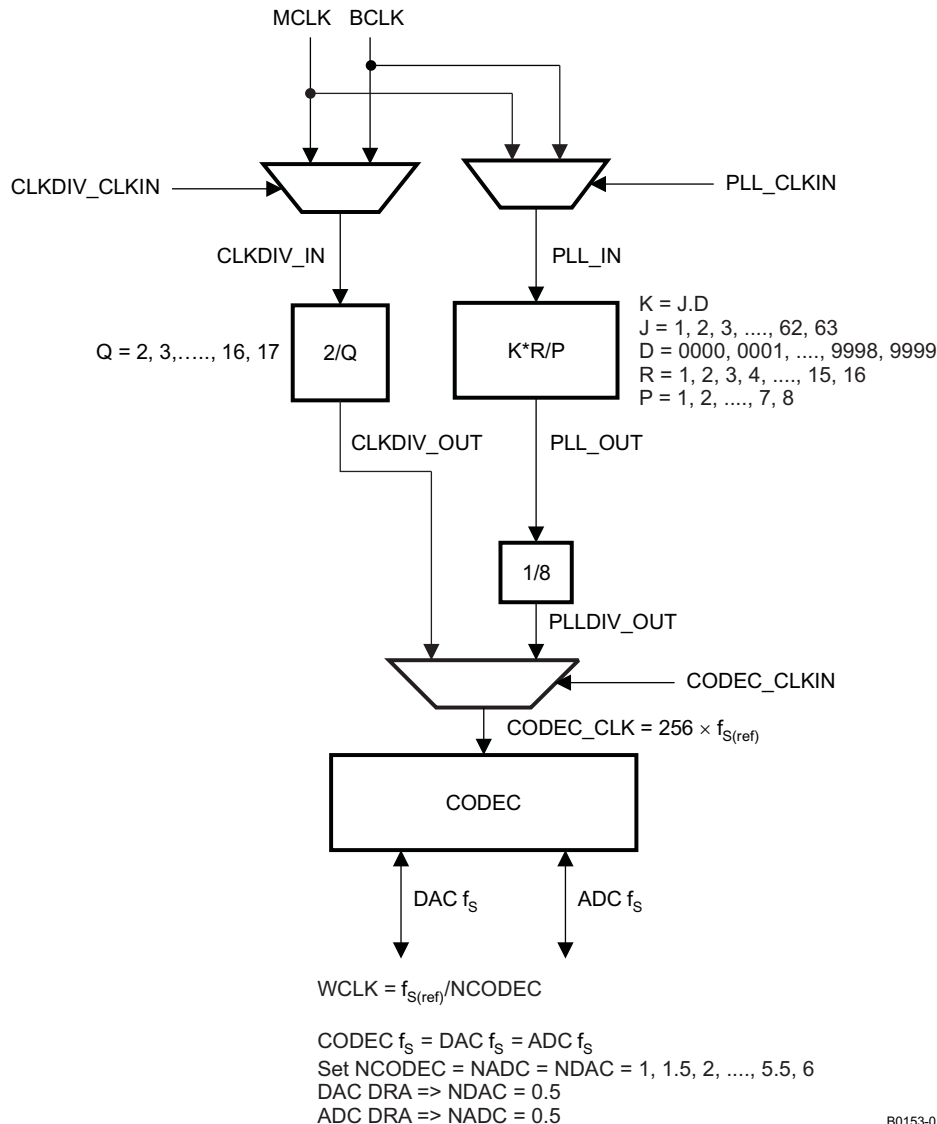 MCLK BCLK
CLKDIV_CLKIN
PLL_CLKIN
CLKDIV_IN
PLL_IN
Q = 2, 3,....., 16, 17
2/Q
K*R/P
K = J.D
J = 1, 2, 3, ...., 62, 63
D = 0000, 0001, ...., 9998, 9999
R = 1, 2, 3, 4, ...., 15, 16
P = 1, 2, ...., 7, 8
CLKDIV_OUT
PLL_OUT
1/8
PLLDIV_OUT
CODEC_CLKIN
CODEC_CLK = 256 × fS(ref)
CODEC
DAC fS
ADC fS
WCLK = fS(ref)/NCODEC
CODEC fS = DAC fS = ADC fS
Set NCODEC = NADC = NDAC = 1, 1.5, 2, ...., 5.5, 6
DAC DRA => NDAC = 0.5
ADC DRA => NADC = 0.5
B0153-0